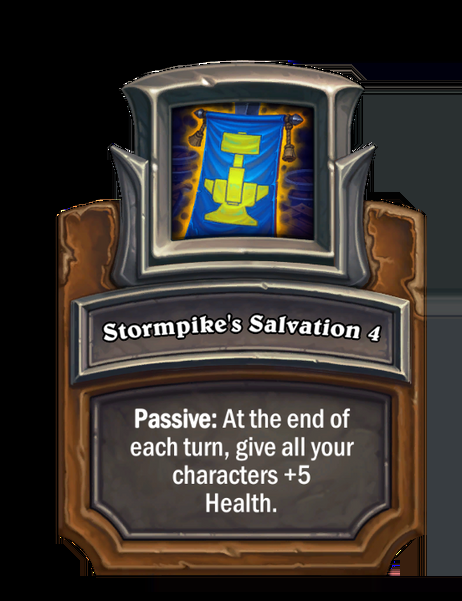 Stormpike's Salvation 4
Passive: At the end of
each turn, give all your
characters +5
Health.